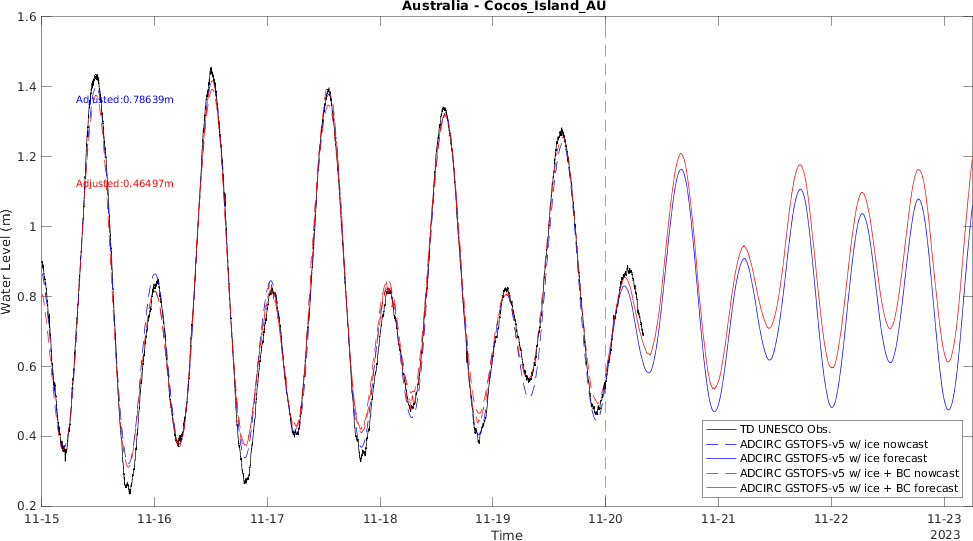 Australia - Cocos_Island_AU
1.6
1.4
1.2
1
0.8
0.6
0.4
0.2
Water Level (m)
Adjusted:0.78639m
Adjusted:0.46497m
TD UNESCO Obs.
ADCIRC GSTOFS-v5 w/ ice nowcast
ADCIRC GSTOFS-v5 w/ ice forecast
ADCIRC GSTOFS-v5 w/ ice + BC nowcast
ADCIRC GSTOFS-v5 w/ ice + BC forecast
11-15 11-16 11-17 11-18 11-19 11-20 11-21 11-22 11-23
Time
2023